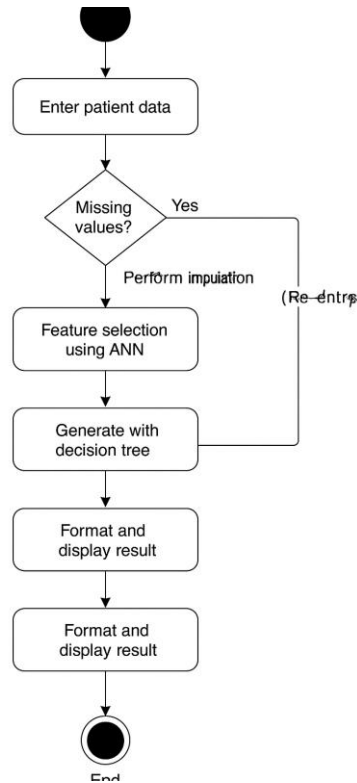 Enter patient data
Missing
values?
Yes
Perform
Feature selection
using ANN
Generate with
decision tree
Format and
display result
Format and
display result
End